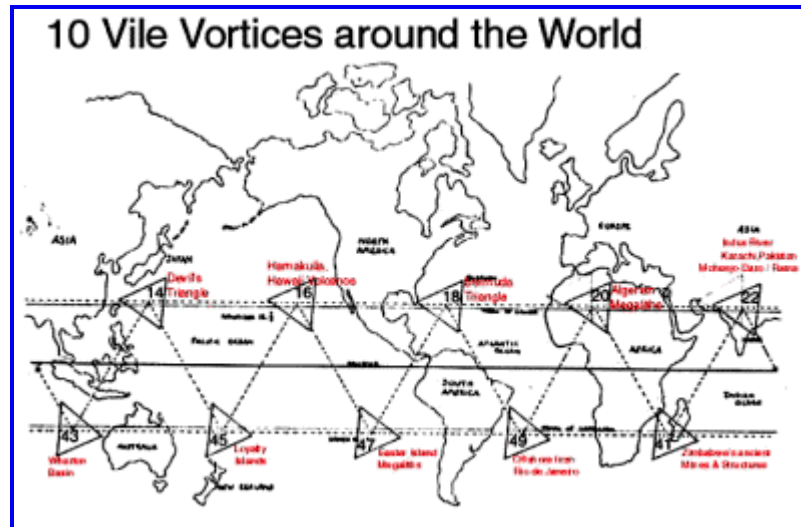 10 Vile Vortices around the World
NORTH
AMERICA
EUROPE
ASIA
ASIA
JAPAN
Indus River
Karachi,Pakistan
Devil's
Triangle
14
Hawaii Volcanos
16
18
Bermuda
Triangle
20
Algerian
Megaliths
22
PACIFIC OCEAN
ATLANTIC
OCEAN
AFRICA
SOUTH
AMERICA
INDIAN
OCEAN
43
Wharton
Basin
AUSTRALIA
45
Loyalty
Islands
47
Easter Island
Megaliths
49
Rio de Janeiro
41
Zimbabwe's ancient
Mines & Structures
NEW ZEALAND